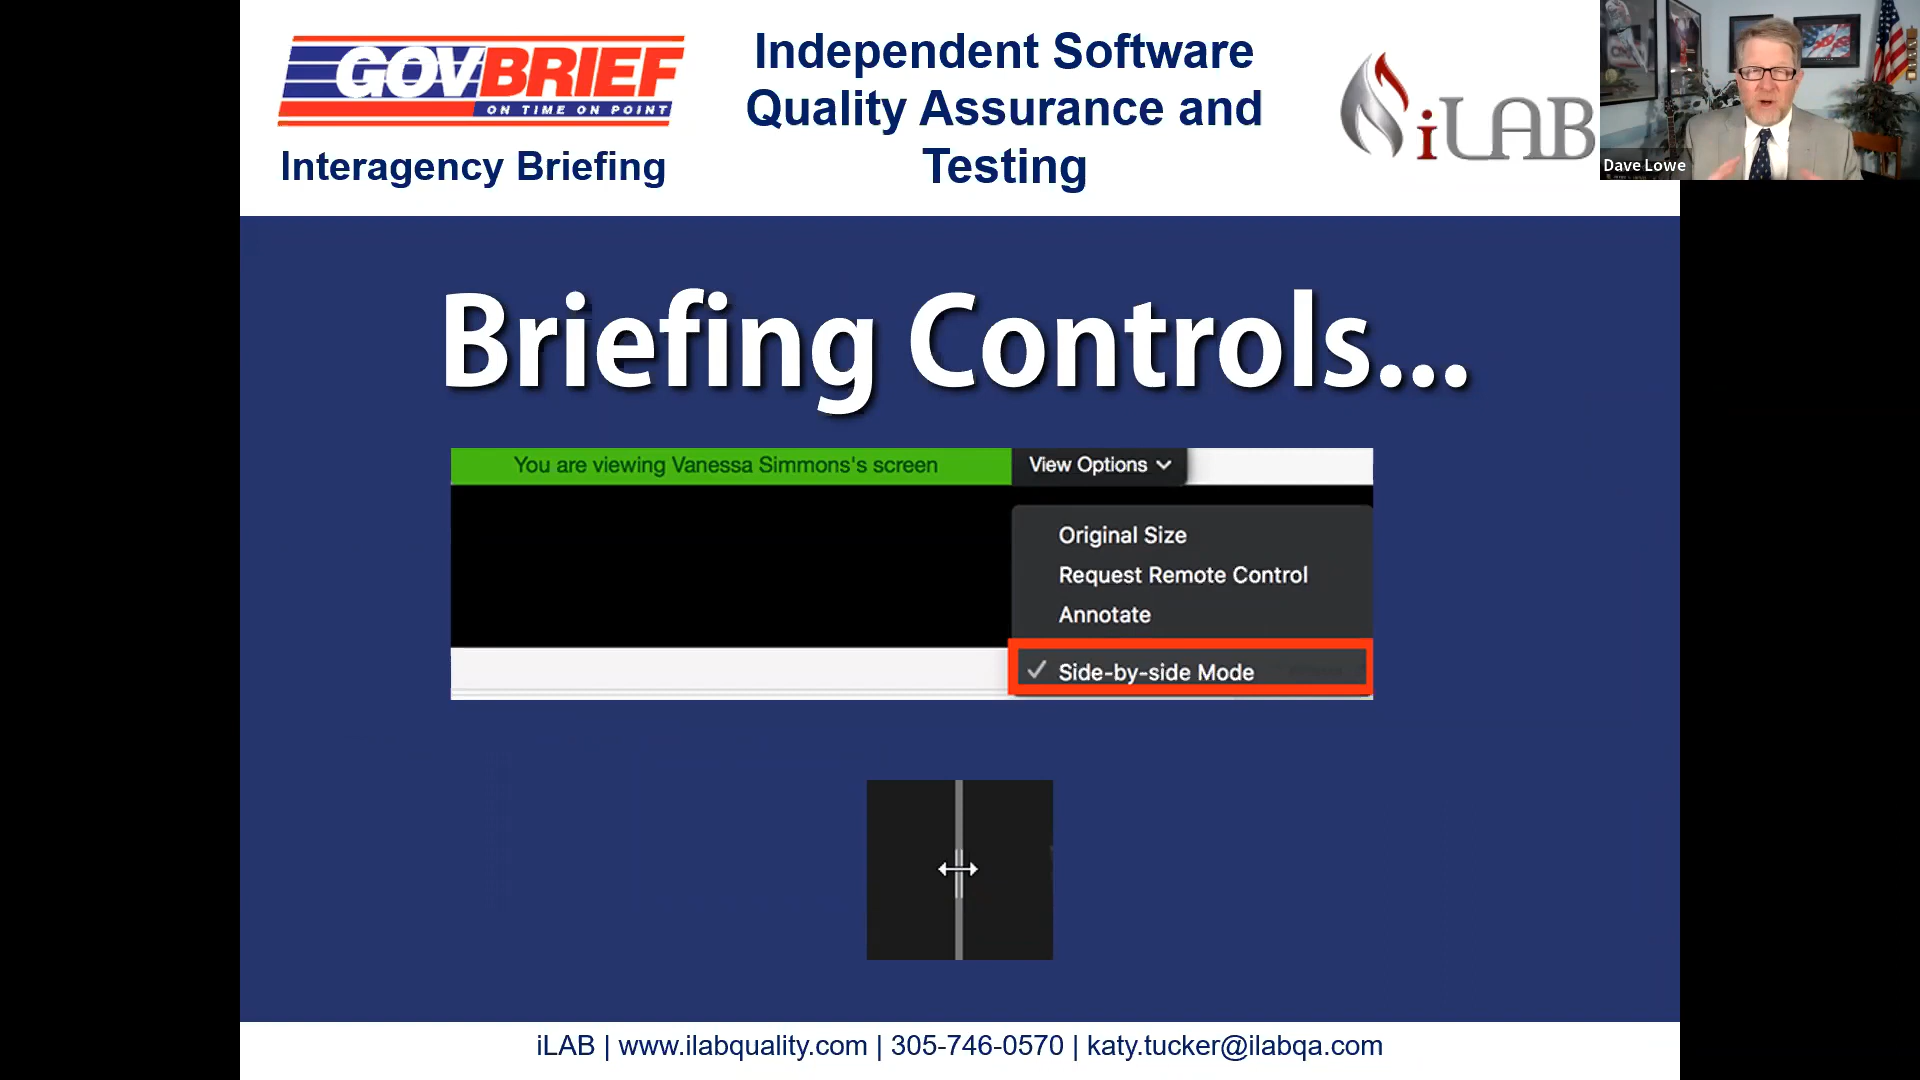 GOVBRIEF
ON TIME ON POINT
Interagency Briefing
Independent Software
Quality Assurance and
Testing
iLAB
Dave Lowe
Briefing Controls...
You are viewing Vanessa Simmons's screen
View Options
Original Size
Request Remote Control
Annotate
Side-by-side Mode
iLAB | www.ilabquality.com | 305-746-0570 | katy.tucker@ilabqa.com